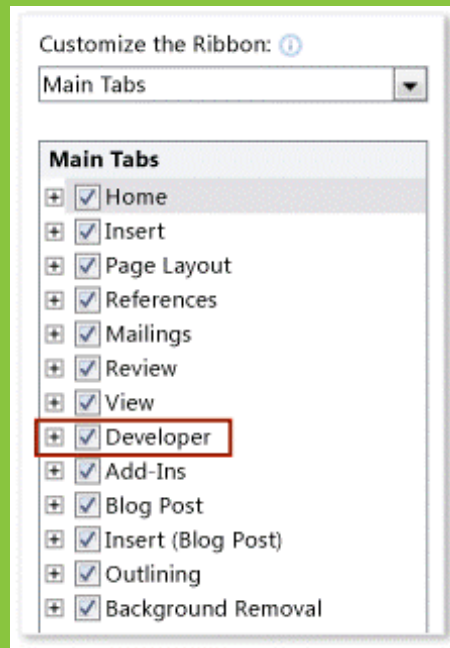 Customize the Ribbon:
Main Tabs
Main Tabs
Home
Insert
Page Layout
References
Mailings
Review
View
Developer
Add-Ins
Blog Post
Insert (Blog Post)
Outlining
Background Removal